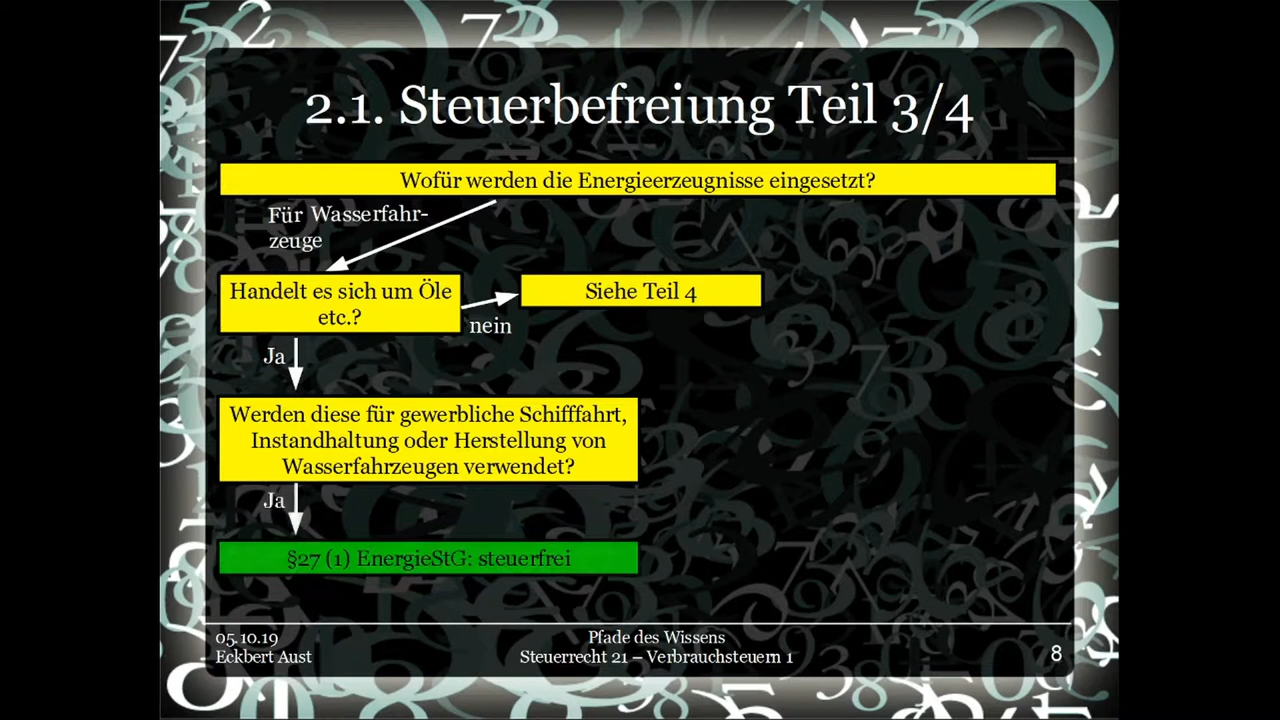 2.1. Steuerbefreiung Teil 3/4
Wofür werden die Energieerzeugnisse eingesetzt?
Für Wasserfahr-
zeuge
Handelt es sich um Öle
etc.?
nein
Siehe Teil 4
Ja
Werden diese für gewerbliche Schifffahrt,
Instandhaltung oder Herstellung von
Wasserfahrzeugen verwendet?
Ja
§27 (1) EnergieStG: steuerfrei
05.10.19
Eckbert Aust
Pfade des Wissens
Steuerrecht 21 – Verbrauchsteuern 1
8